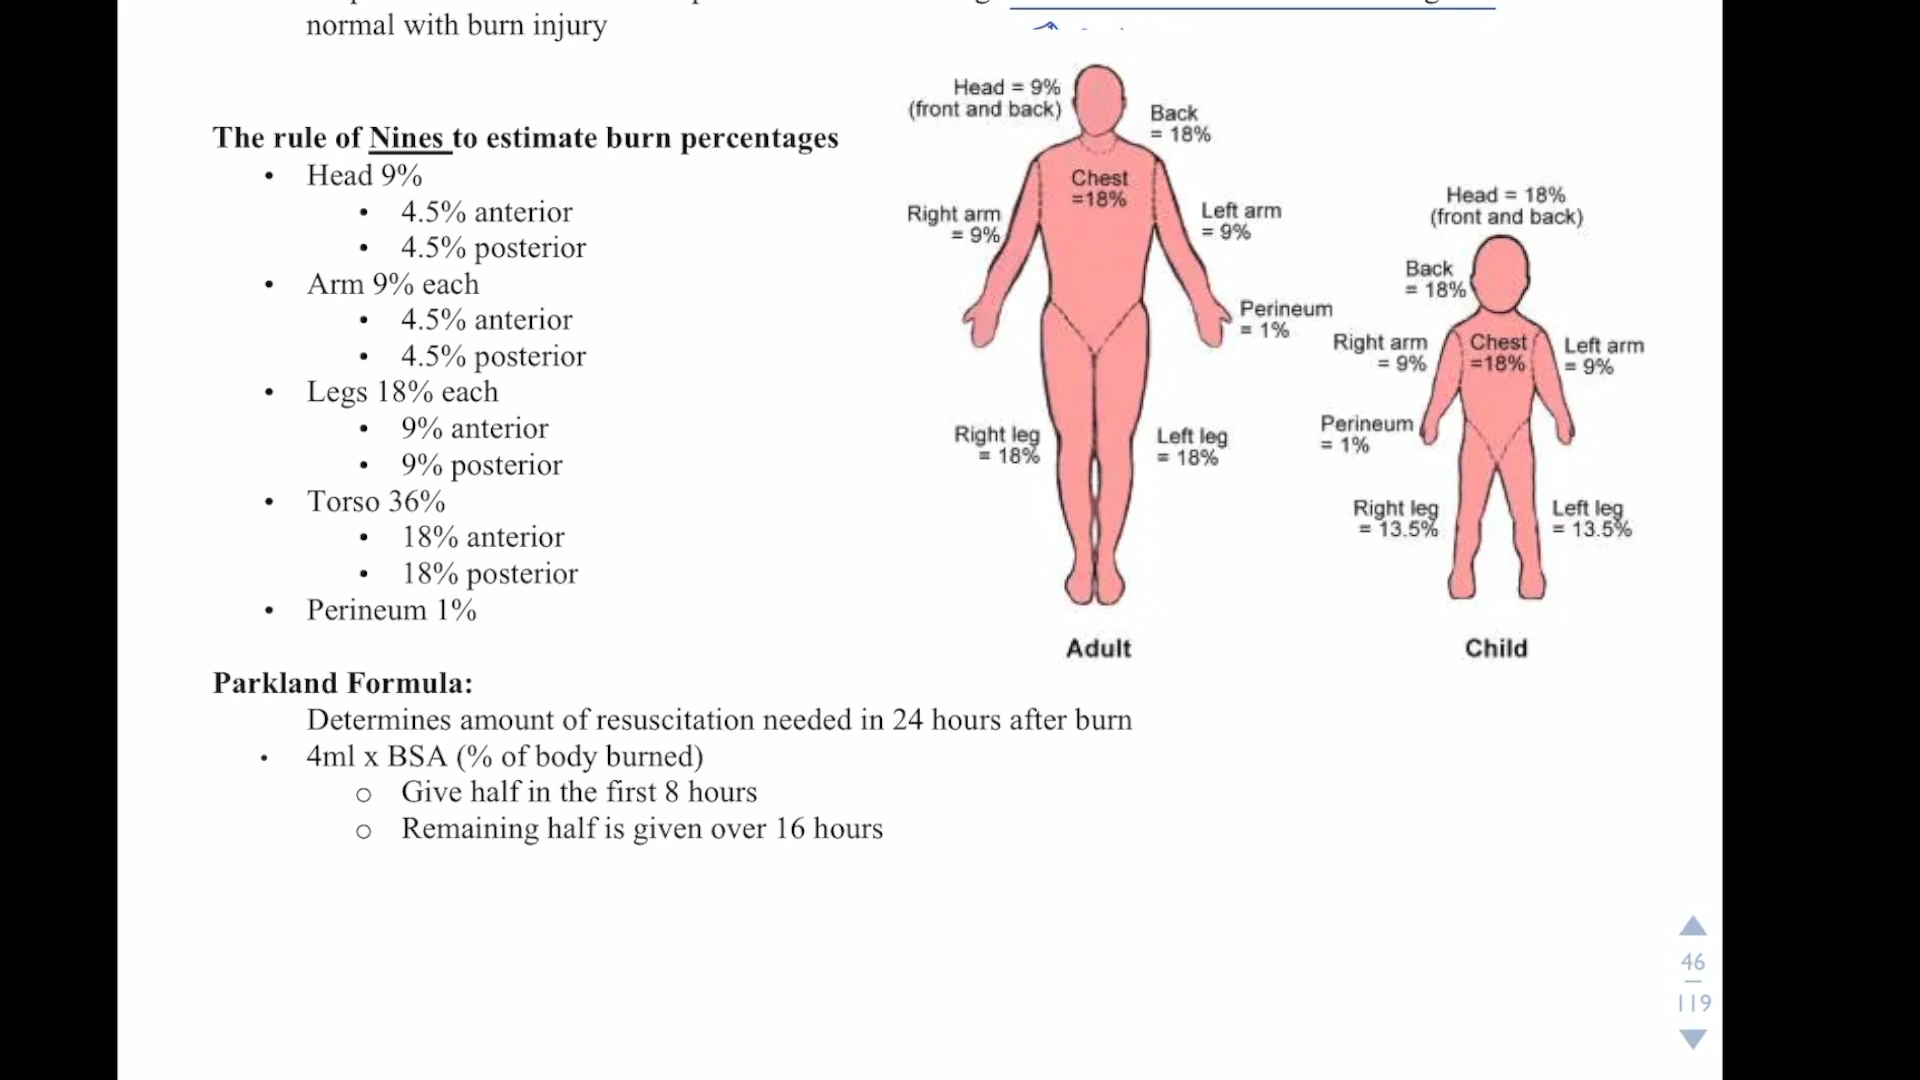 normal with burn injury
The rule of Nines to estimate burn percentages
• Head 9%
• 4.5% anterior
• 4.5% posterior
• Arm 9% each
• 4.5% anterior
• 4.5% posterior
• Legs 18% each
• 9% anterior
• 9% posterior
• Torso 36%
• 18% anterior
• 18% posterior
• Perineum 1%
Head = 9%
(front and back)
Back
= 18%
Chest
=18%
Right arm
= 9%
Left arm
= 9%
Perineum
= 1%
Right leg
= 18%
Left leg
= 18%
Adult
Head = 18%
(front and back)
Back
= 18%
Right arm
= 9%
Chest
=18%
Left arm
= 9%
Perineum
= 1%
Right leg
= 13.5%
Left leg
= 13.5%
Child
Parkland Formula:
Determines amount of resuscitation needed in 24 hours after burn
• 4ml x BSA (% of body burned)
o Give half in the first 8 hours
o Remaining half is given over 16 hours
46
119